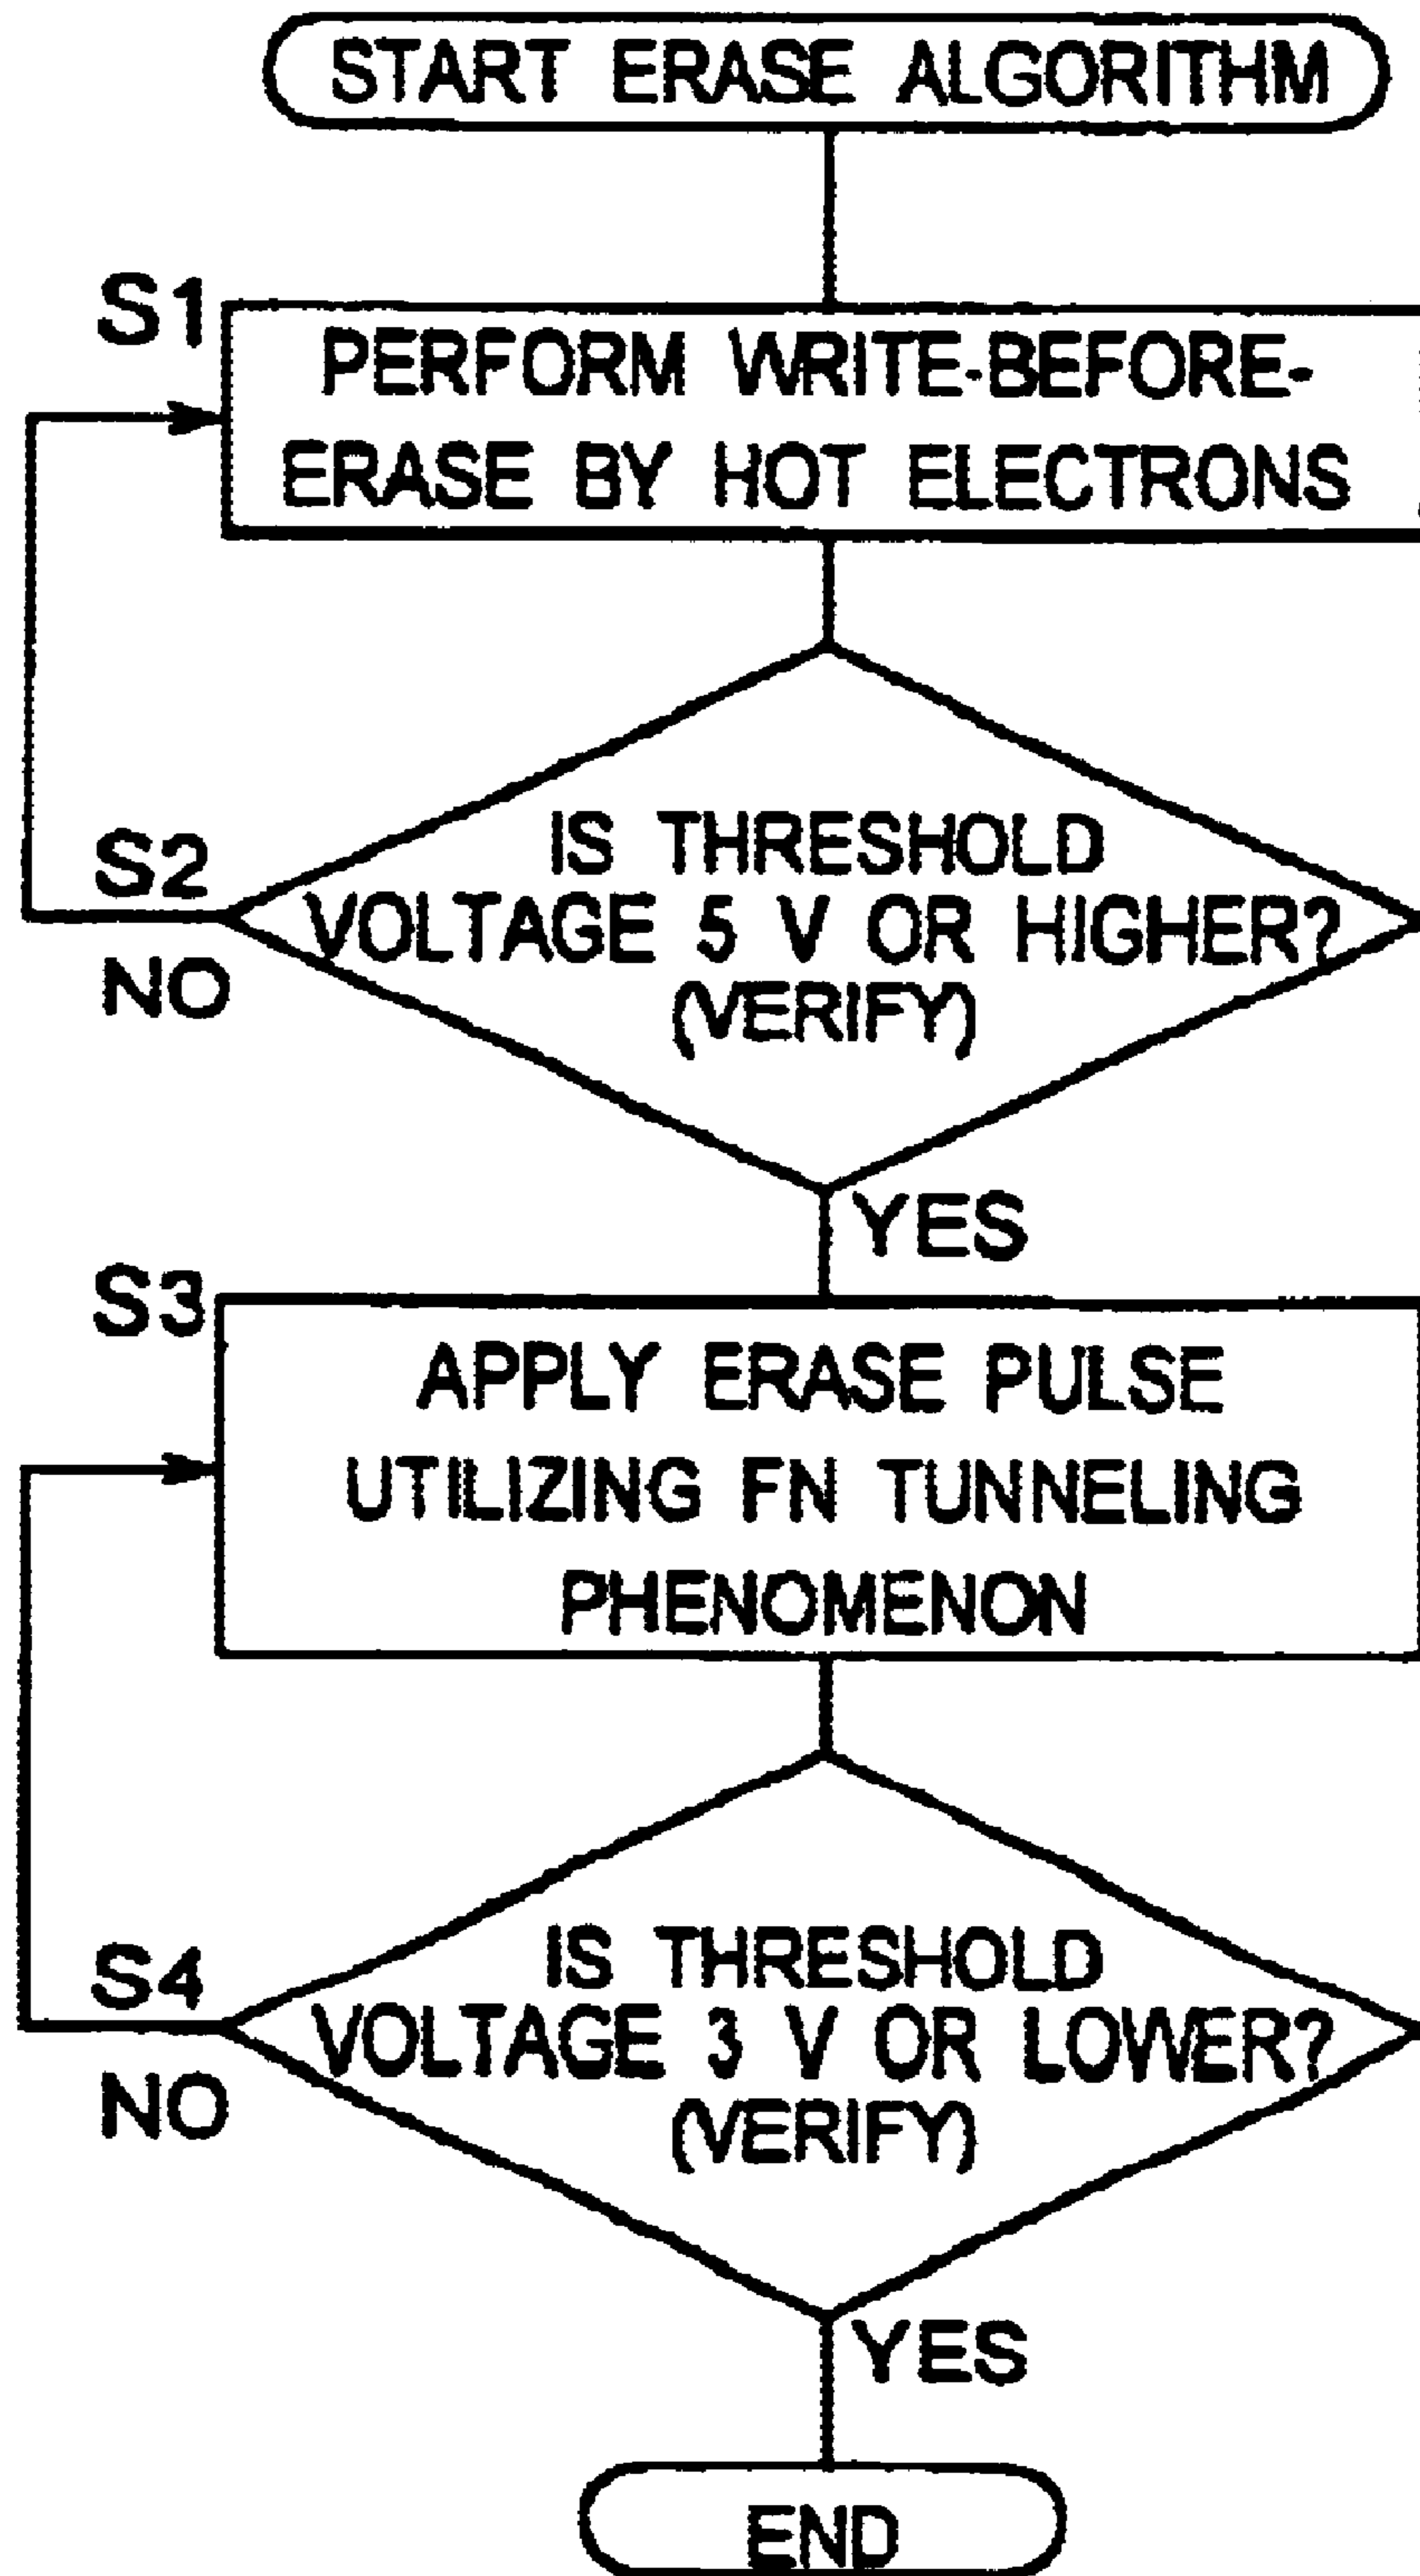 START ERASE ALGORITHM
S1
PERFORM WRITE-BEFORE-
ERASE BY HOT ELECTRONS
IS THRESHOLD
S2
VOLTAGE 5 V OR HIGHER?
NO
(VERIFY)
YES
S3
APPLY ERASE PULSE
UTILIZING FN TUNNELING
PHENOMENON
IS THRESHOLD
S4
VOLTAGE 3 V OR LOWER?
NO
(VERIFY)
YES
END